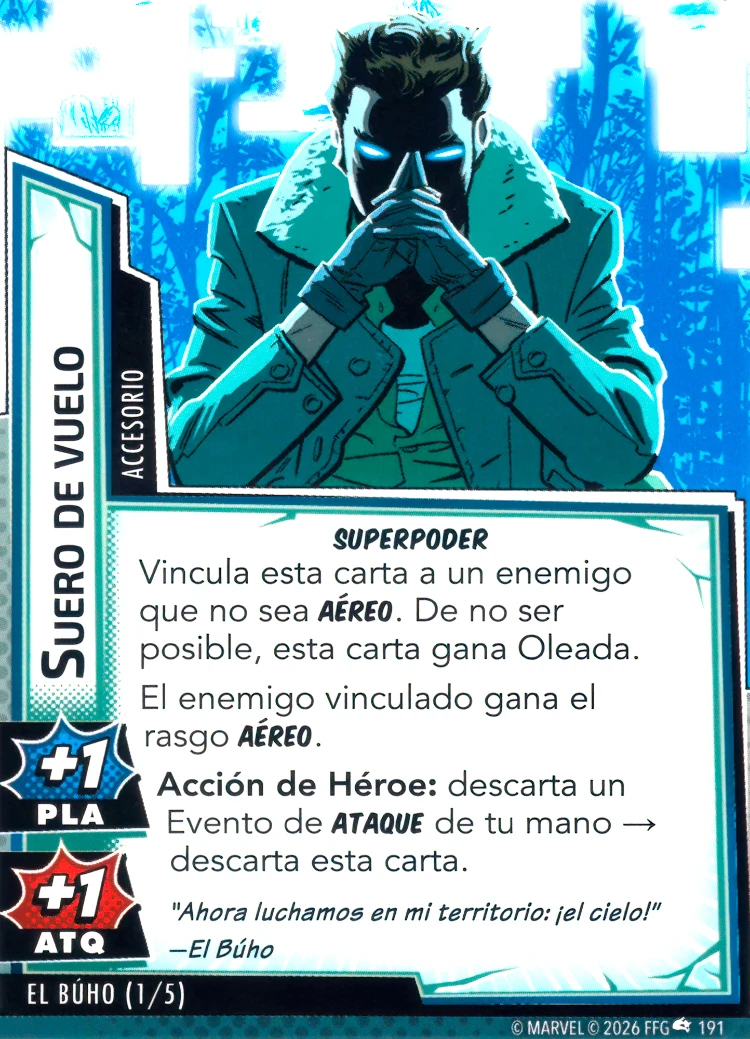 SUERO DE VUELO
ACCESORIO
SUPERPODER
Vincula esta carta a un enemigo
que no sea AÉREO. De no ser
posible, esta carta gana Oleada.
El enemigo vinculado gana el
rasgo AÉREO.
Acción de Héroe: descarta un
Evento de ATAQUE de tu mano →
descarta esta carta.
"Ahora luchamos en mi territorio: ¡el cielo!"
—El Búho
+1
PLA
+1
ATQ
EL BÚHO (1/5)
© MARVEL © 2026 FFG 191